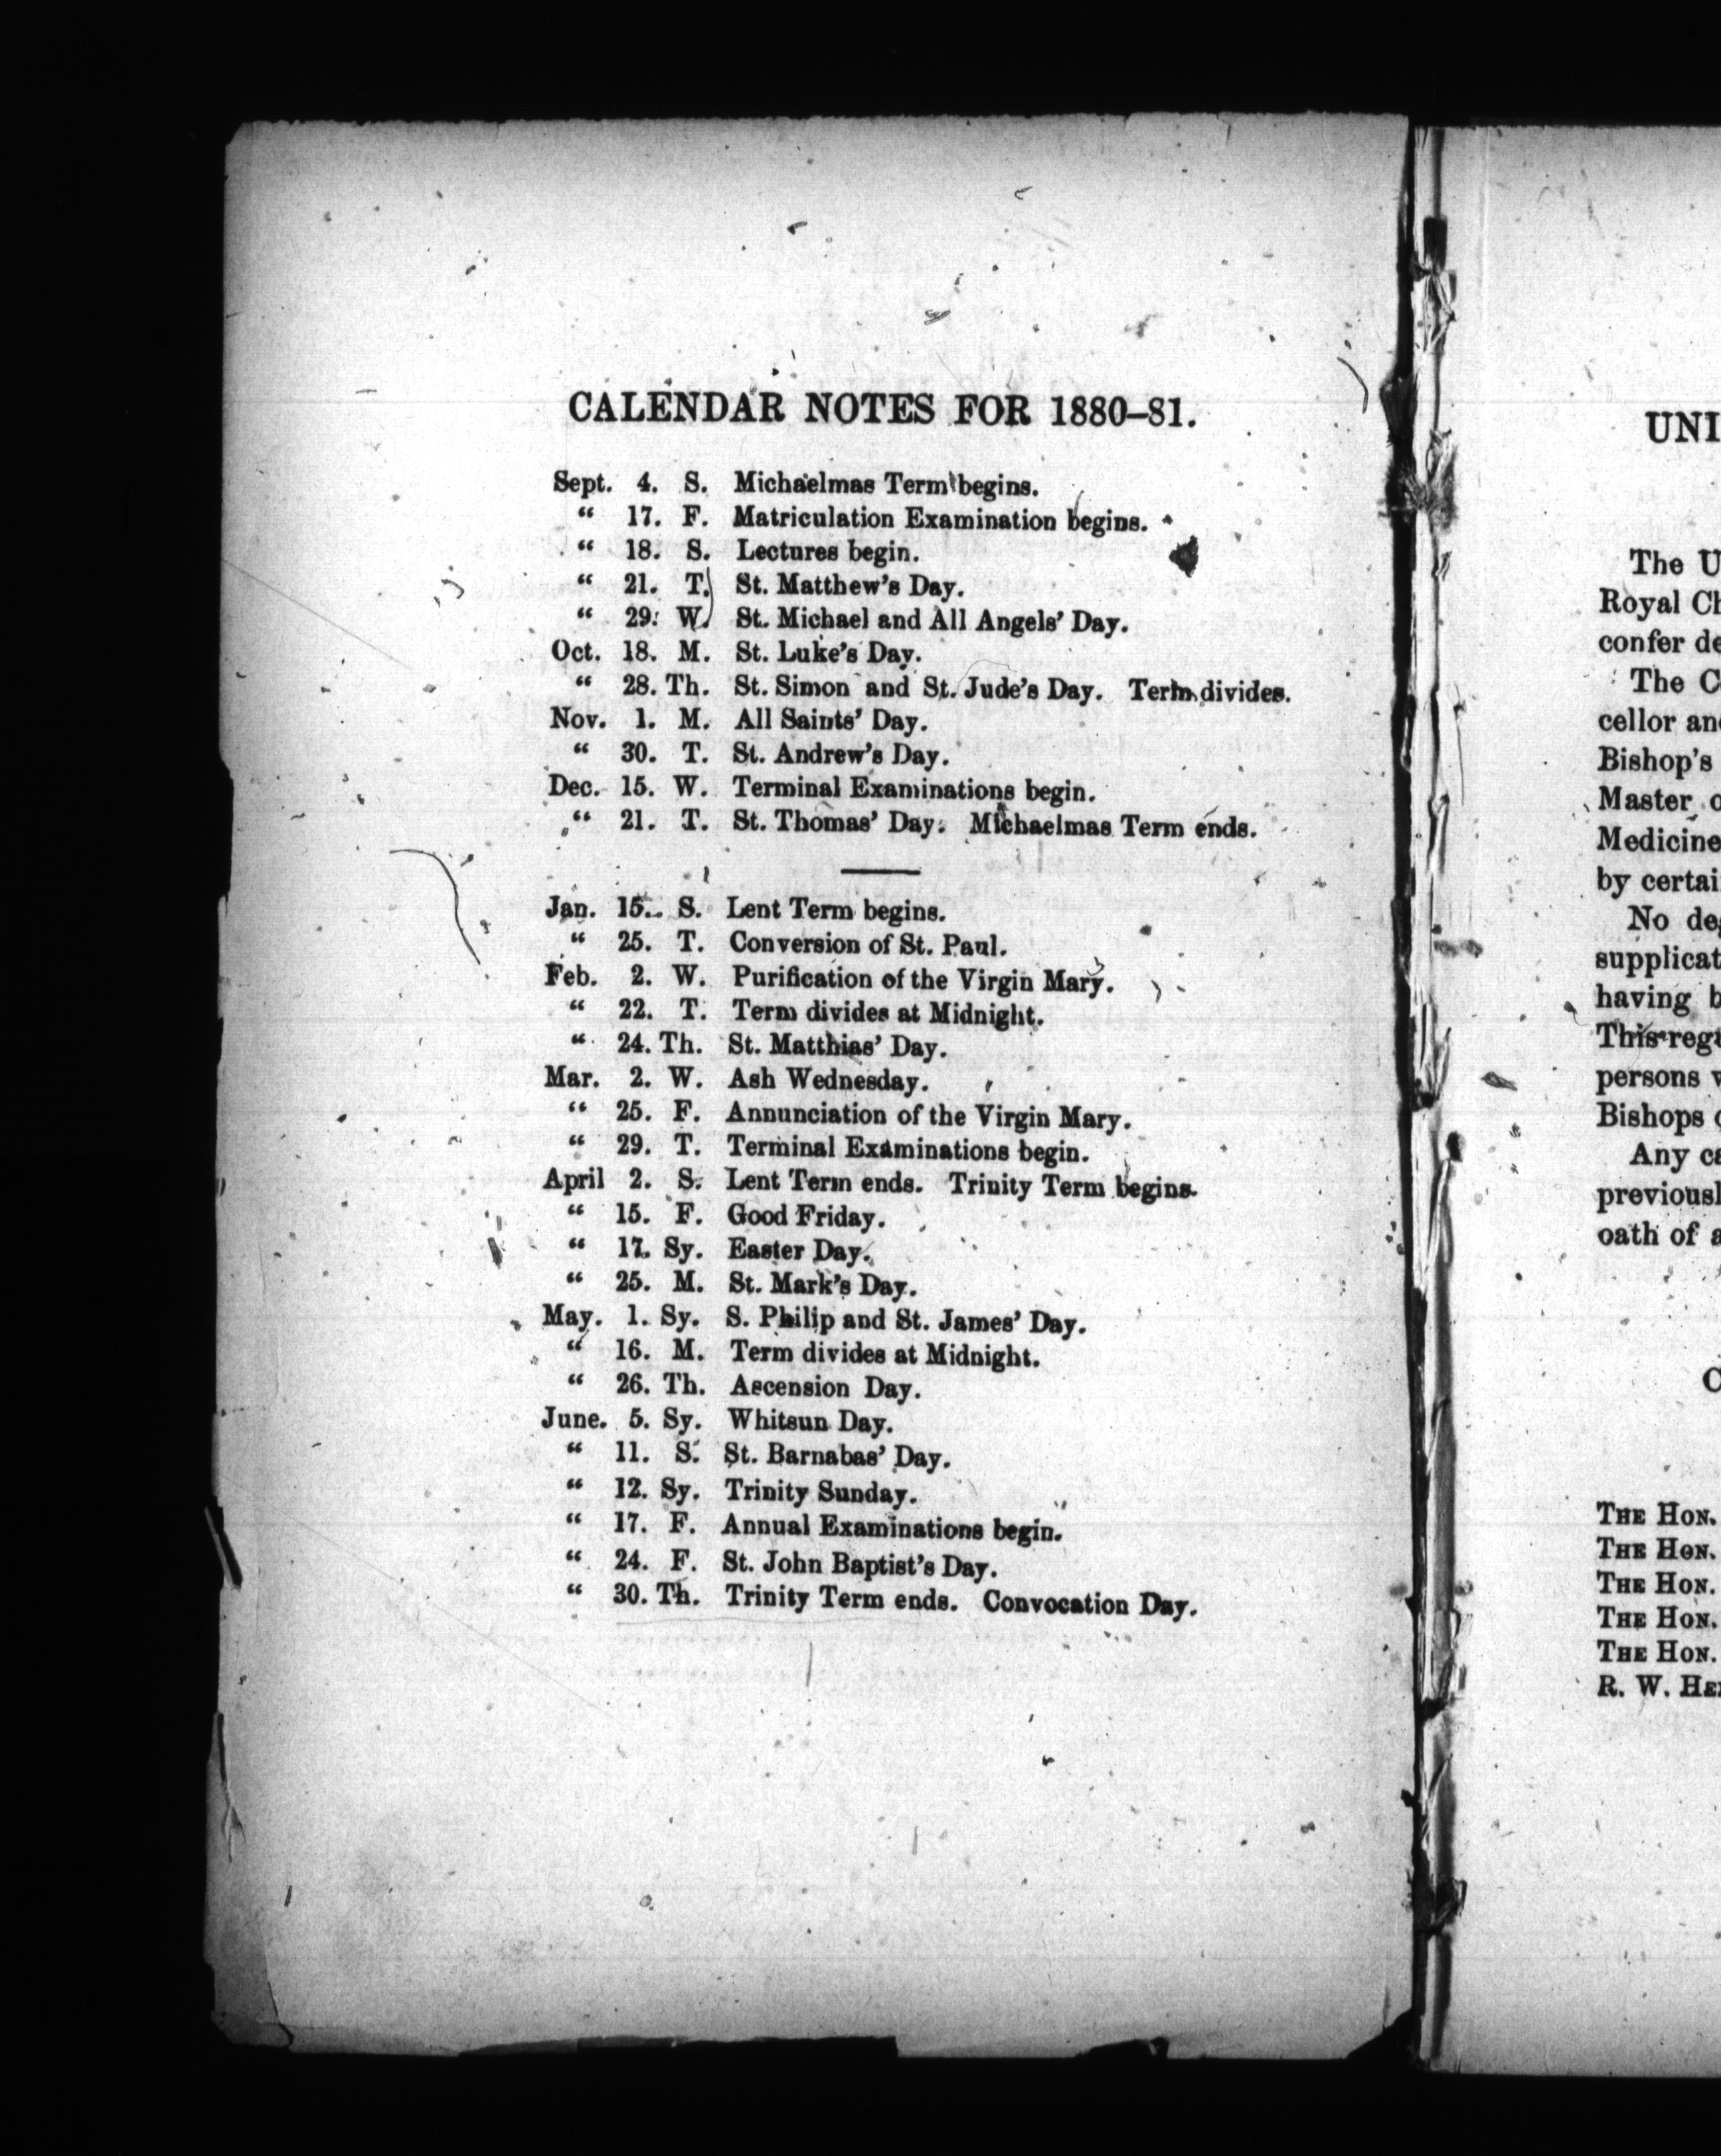 CALENDAR NOTES FOR 1880–81.
Sept. 4. S. Michaelmas Term begins.
“ 17. F. Matriculation Examination begins.
“ 18. S. Lectures begin.
“ 21. T. St. Matthew's Day.
“ 29. W. St. Michael and All Angels' Day.
Oct. 18. M. St. Luke's Day.
“ 28. Th. St. Simon and St. Jude's Day. Term divides.
Nov. 1. M. All Saints' Day.
“ 30. T. St. Andrew's Day.
Dec. 15. W. Terminal Examinations begin.
“ 21. T. St. Thomas' Day. Michaelmas Term ends.
Jan. 15. S. Lent Term begins.
“ 25. T. Conversion of St. Paul.
Feb. 2. W. Purification of the Virgin Mary.
“ 22. T. Term divides at Midnight.
“ 24. Th. St. Matthias' Day.
Mar. 2. W. Ash Wednesday.
“ 25. F. Annunciation of the Virgin Mary.
“ 29. T. Terminal Examinations begin.
April 2. S. Lent Term ends. Trinity Term begins.
“ 15. F. Good Friday.
“ 17. Sy. Easter Day.
“ 25. M. St. Mark's Day.
May. 1. Sy. S. Philip and St. James' Day.
“ 16. M. Term divides at Midnight.
“ 26. Th. Ascension Day.
June. 5. Sy. Whitsun Day.
“ 11. S. St. Barnabas' Day.
“ 12. Sy. Trinity Sunday.
“ 17. F. Annual Examinations begin.
“ 24. F. St. John Baptist's Day.
“ 30. Th. Trinity Term ends. Convocation Day.
UNI
The U
Royal Ch
confer de
The C
cellor an
Bishop's
Master o
Medicine
by certai
No deg
supplicat
having b
This reg
persons
Bishops
Any ca
previousl
oath of a
C
THE HON.
THE HON.
THE HON.
THE HON.
THE HON.
R. W. HE